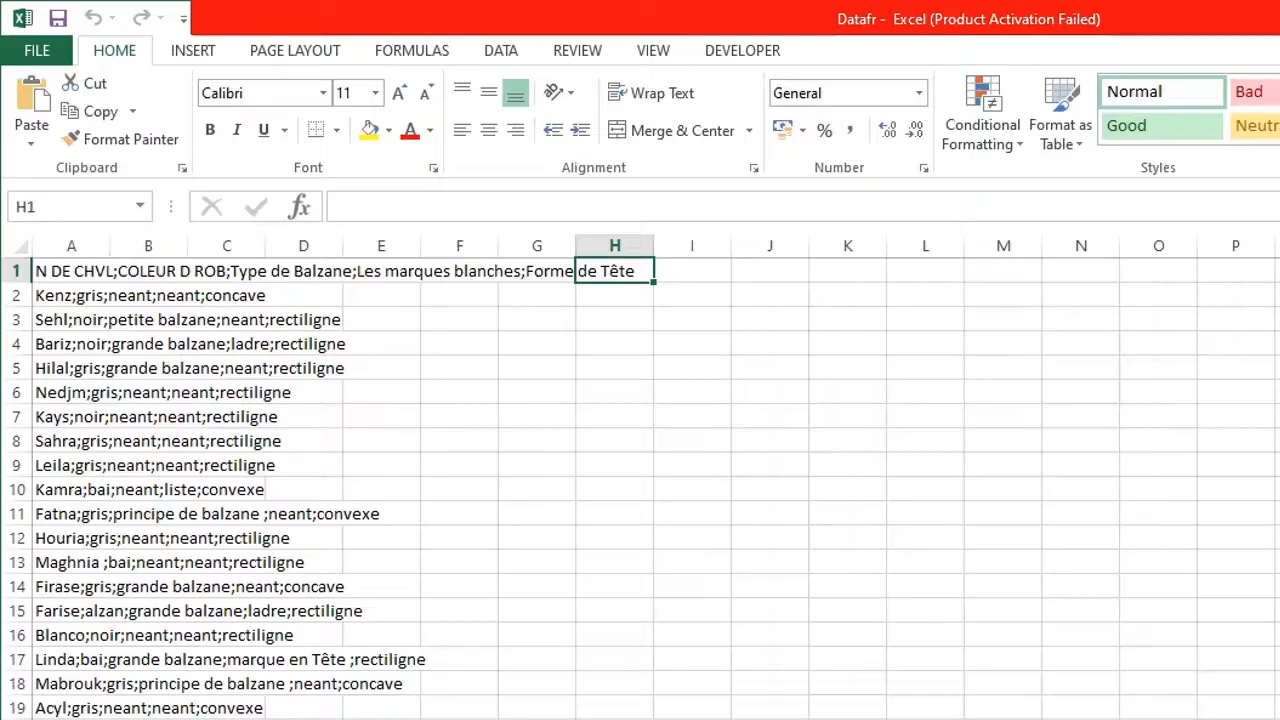 Datafr - Excel (Product Activation Failed)
FILE HOME INSERT PAGE LAYOUT FORMULAS DATA REVIEW VIEW DEVELOPER
Paste
Cut
Copy
Format Painter
Clipboard
Calibri 11
B I U
Font
Wrap Text
Merge & Center
Alignment
General
%
Number
Conditional Formatting
Format as Table
Normal Bad
Good Neutr
Styles
H1 fx
A B C D E F G H I J K L M N O P
1 N DE CHVL;COLEUR D ROB;Type de Balzane;Les marques blanches;Forme de Tête
2 Kenz;gris;neant;neant;concave
3 Sehl;noir;petite balzane;neant;rectiligne
4 Bariz;noir;grande balzane;ladre;rectiligne
5 Hilal;gris;grande balzane;neant;rectiligne
6 Nedjm;gris;neant;neant;rectiligne
7 Kays;noir;neant;neant;rectiligne
8 Sahra;gris;neant;neant;rectiligne
9 Leila;gris;neant;neant;rectiligne
10 Kamra;bai;neant;liste;convexe
11 Fatna;gris;principe de balzane ;neant;convexe
12 Houria;gris;neant;neant;rectiligne
13 Maghnia ;bai;neant;neant;rectiligne
14 Firase;gris;grande balzane;neant;concave
15 Farise;alzan;grande balzane;ladre;rectiligne
16 Blanco;noir;neant;neant;rectiligne
17 Linda;bai;grande balzane;marque en Tête ;rectiligne
18 Mabrouk;gris;principe de balzane ;neant;concave
19 Acyl;gris;neant;neant;convexe